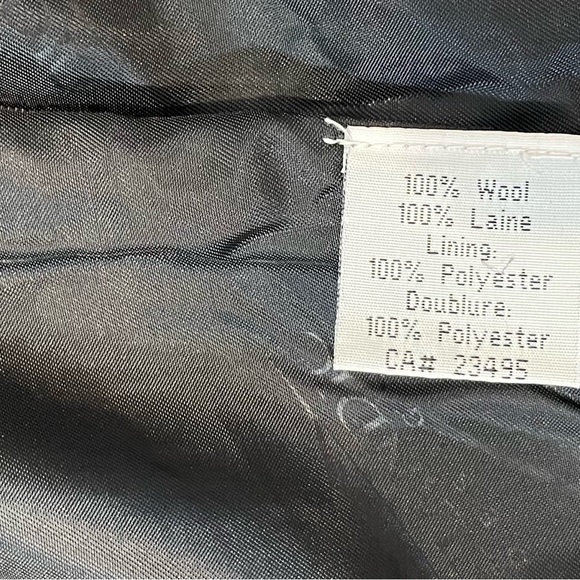 100% Wool
100% Laine
Lining:
100% Polyester
Doublure:
100% Polyester
CA# 23495